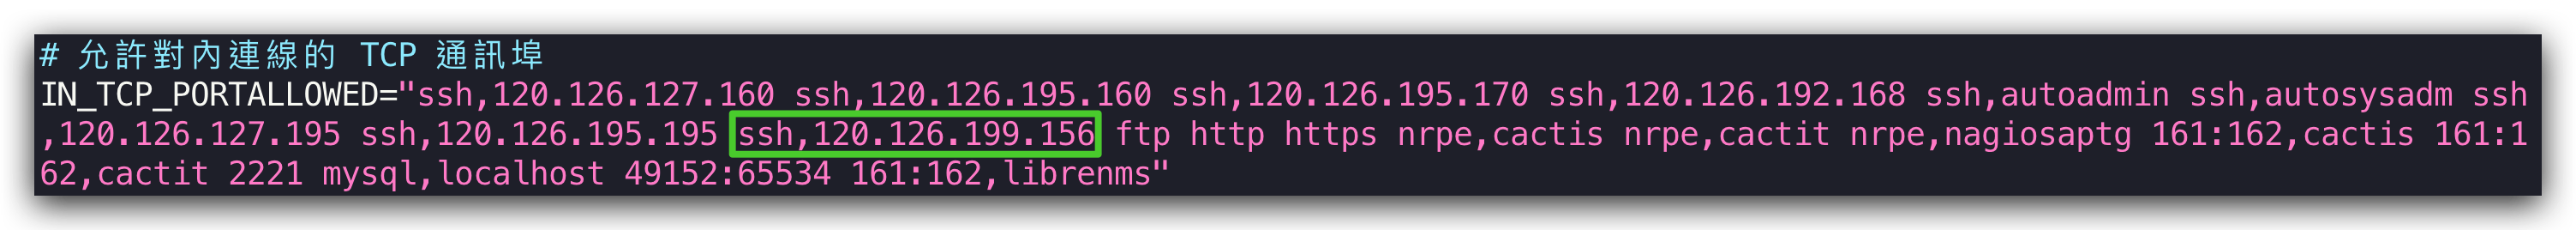 # 允許對內連線的 TCP 通訊埠
IN_TCP_PORTALLOWED="ssh,120.126.127.160 ssh,120.126.195.160 ssh,120.126.195.170 ssh,120.126.192.168 ssh,autoadmin ssh,autosysadm ssh
,120.126.127.195 ssh,120.126.195.195 ssh,120.126.199.156 ftp http https nrpe,cactis nrpe,cactit nrpe,nagiosaptg 161:162,cactis 161:1
62,cactit 2221 mysql,localhost 49152:65534 161:162,librenms"